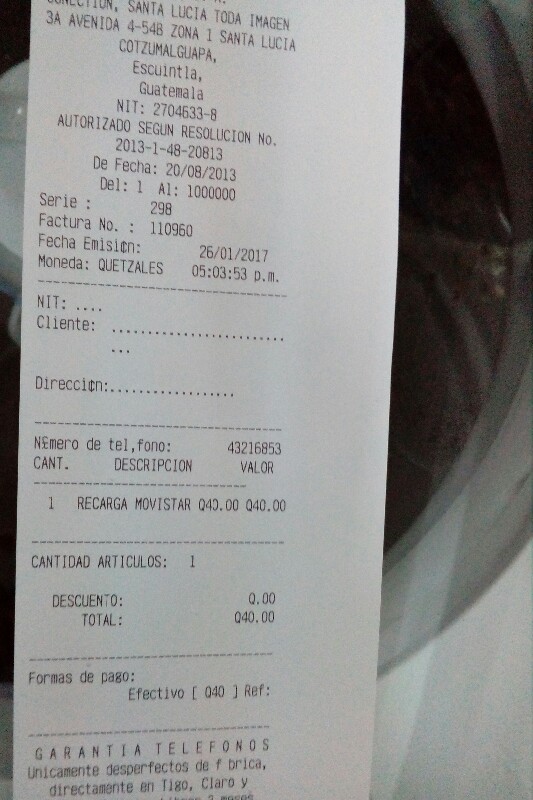 CONECTION, SANTA LUCIA TODA IMAGEN
3A AVENIDA 4-548 ZONA 1 SANTA LUCIA
COTZUMALGUAPA,
Escuintla,
Guatemala
NIT: 2704633-8
AUTORIZADO SEGUN RESOLUCION No.
2013-1-48-20813
De Fecha: 20/08/2013
Del: 1 Al: 1000000
Serie : 298
Factura No. : 110960
Fecha Emisi¢n: 26/01/2017
Moneda: QUETZALES 05:03:53 p.m.
NIT: ....
Cliente: ........................
...
Direcci¢n:.................
N£mero de tel,fono: 43216853
CANT. DESCRIPCION VALOR
1 RECARGA MOVISTAR Q40.00 Q40.00
CANTIDAD ARTICULOS: 1
DESCUENTO: Q.00
TOTAL: Q40.00
Formas de pago:
Efectivo [ Q40 ] Ref:
G A R A N T I A T E L E F O N O S
Unicamente desperfectos de f brica,
directamente en Tigo, Claro y
3 meses